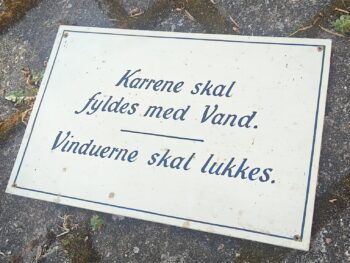 Karrene skal
fyldes med Vand.
Vinduerne skal lukkes.